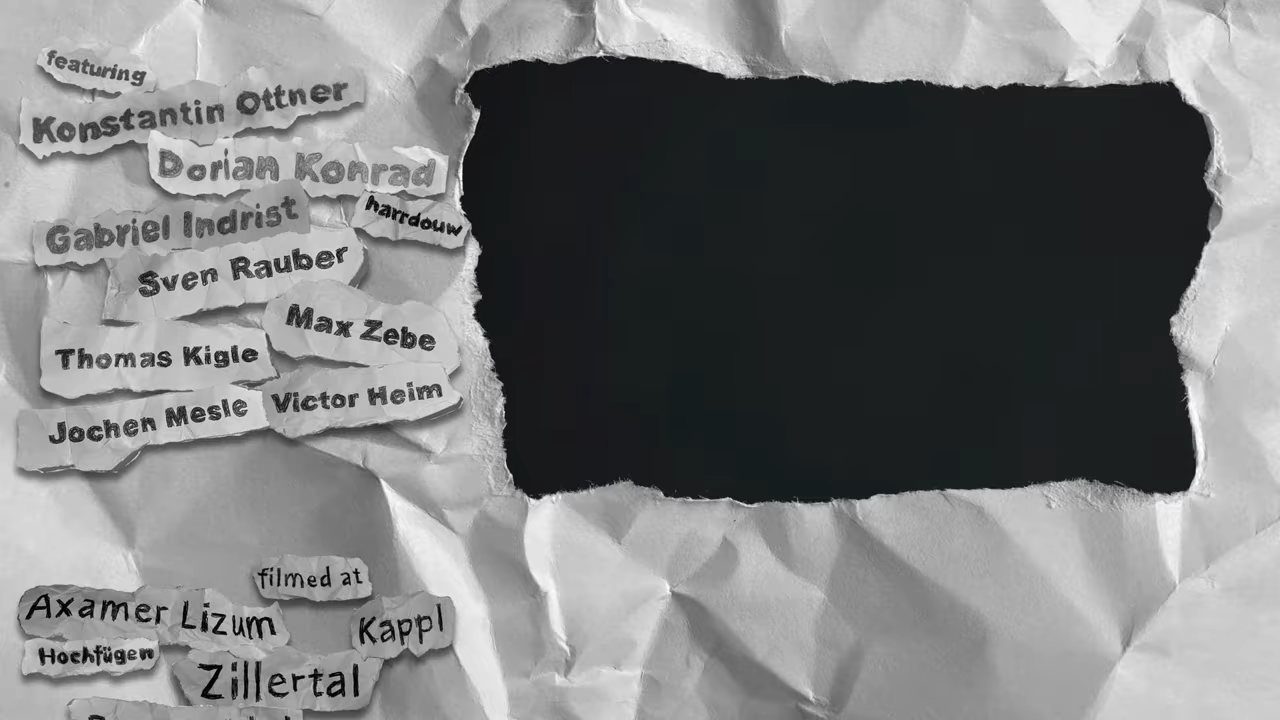 featuring
Konstantin Ottner
Dorian Konrad
Gabriel Indrist
harrdouw
Sven Rauber
Max Zebe
Thomas Kigle
Victor Heim
Jochen Mesle
filmed at
Axamer Lizum
Kappl
Hochfügen
Zillertal